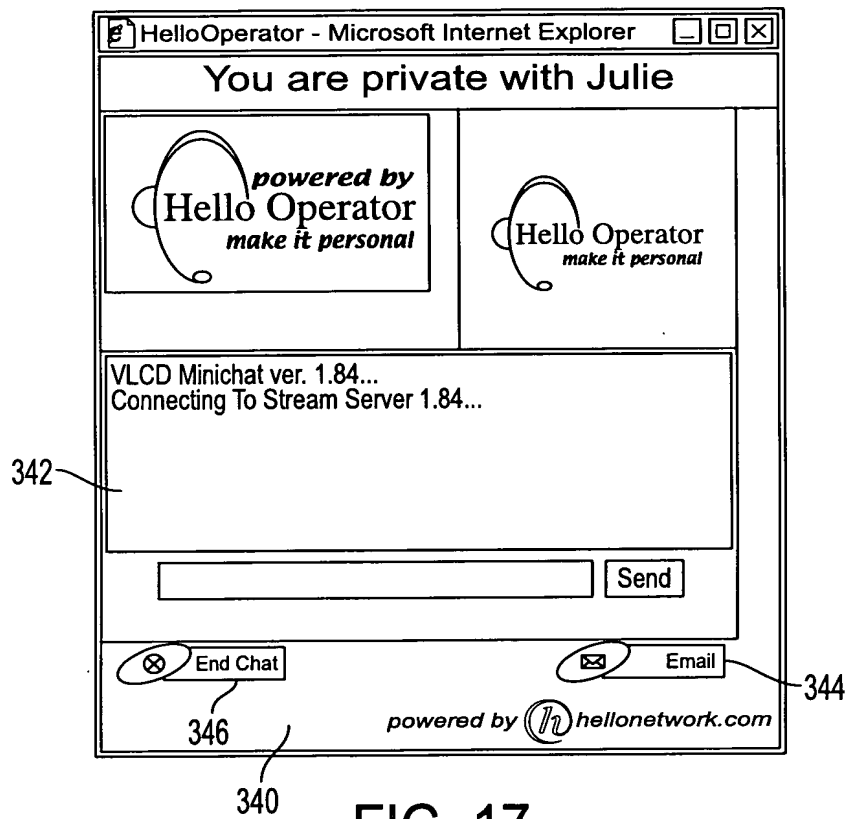 HelloOperator - Microsoft Internet Explorer
You are private with Julie
powered by
Hello Operator
make it personal
Hello Operator
make it personal
VLCD Minichat ver. 1.84...
Connecting To Stream Server 1.84...
342
Send
End Chat
Email
344
346
powered by h hellonetwork.com
340
FIG. 17